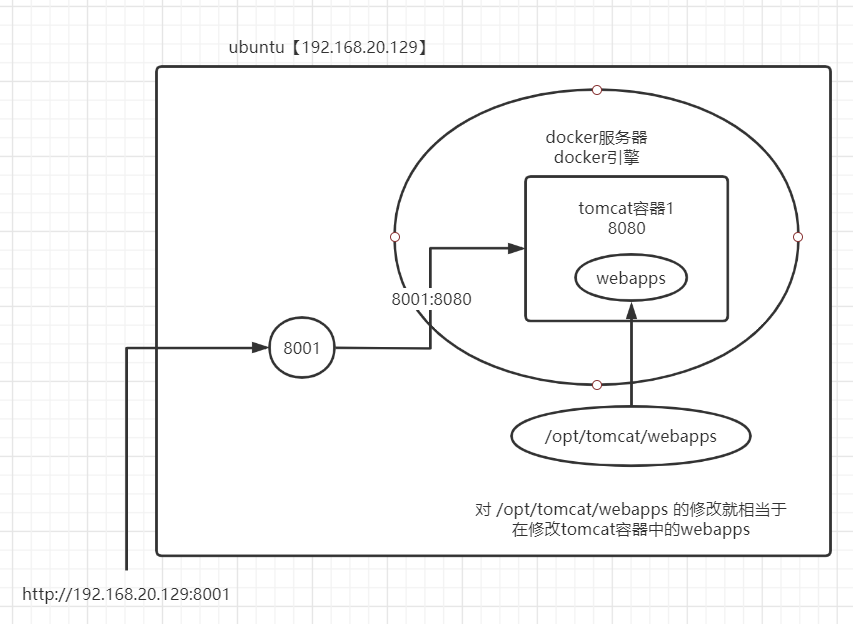 ubuntu【192.168.20.129】
docker服务器
docker引擎
tomcat容器1
8080
webapps
8001:8080
8001
/opt/tomcat/webapps
对 /opt/tomcat/webapps 的修改就相当于
在修改tomcat容器中的webapps
http://192.168.20.129:8001